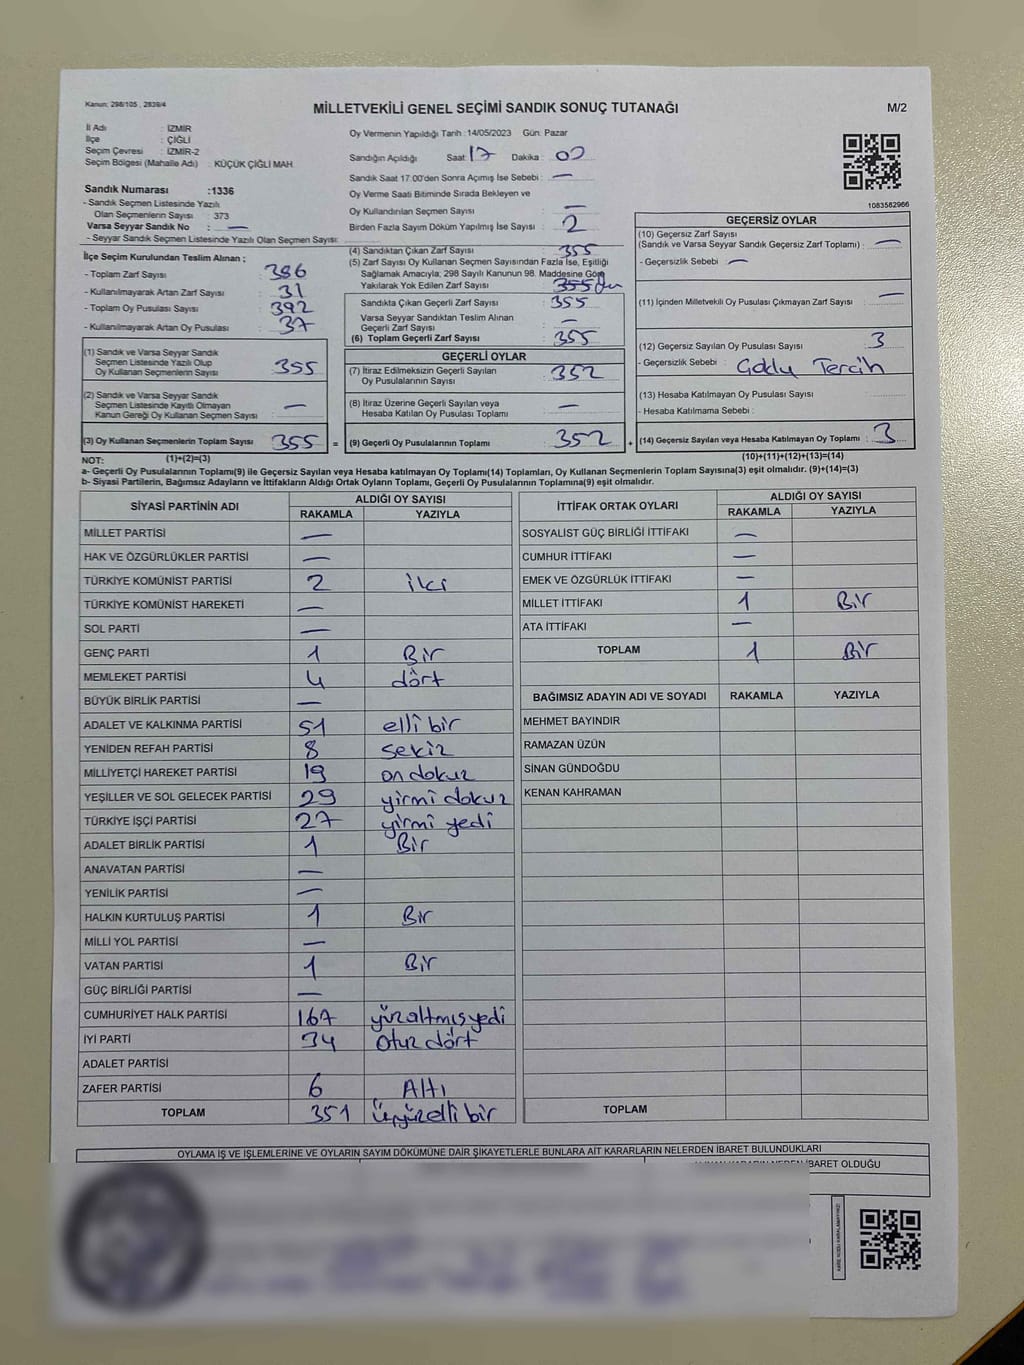 Kanun: 298/105 , 2839/4
MİLLETVEKİLİ GENEL SEÇİMİ SANDIK SONUÇ TUTANAĞI
M/2
İl Adı : İZMİR
İlçe : ÇİĞLİ
Seçim Çevresi : İZMİR-2
Seçim Bölgesi (Mahalle Adı) : KÜÇÜK ÇİĞLİ MAH.
Sandık Numarası :1336
- Sandık Seçmen Listesinde Yazılı
Olan Seçmenlerin Sayısı : 373
Varsa Seyyar Sandık No : —
- Seyyar Sandık Seçmen Listesinde Yazılı Olan Seçmen Sayısı:
Oy Vermenin Yapıldığı Tarih :14/05/2023 Gün: Pazar
Sandığın Açıldığı Saat 17 Dakika : 00
Sandık Saat 17:00'den Sonra Açımış İse Sebebi : —
Oy Verme Saati Bitiminde Sırada Bekleyen ve
Oy Kullandırılan Seçmen Sayısı : —
Birden Fazla Sayım Döküm Yapılmış İse Sayısı : 2
1083582966
İlçe Seçim Kurulundan Teslim Alınan ;
- Toplam Zarf Sayısı : 386
- Kullanılmayarak Artan Zarf Sayısı : 31
- Toplam Oy Pusulası Sayısı : 392
- Kullanılmayarak Artan Oy Pusulası : 37
(1) Sandık ve Varsa Seyyar Sandık
Seçmen Listesinde Yazılı Olup
Oy Kullanan Seçmenlerin Sayısı : 355
(2) Sandık ve Varsa Seyyar Sandık
Seçmen Listesinde Kayıtlı Olmayan
Kanun Gereği Oy Kullanan Seçmen Sayısı : —
(3) Oy Kullanan Seçmenlerin Toplam Sayısı : 355 =
(1)+(2)=(3)
(4) Sandıktan Çıkan Zarf Sayısı : 355
(5) Zarf Sayısı Oy Kullanan Seçmen Sayısından Fazla İse, Eşitliği
Sağlamak Amacıyla; 298 Sayılı Kanunun 98. Maddesine Göre
Yakılarak Yok Edilen Zarf Sayısı : 355
Sandıkta Çıkan Geçerli Zarf Sayısı : 355
Varsa Seyyar Sandıktan Teslim Alınan
Geçerli Zarf Sayısı : —
(6) Toplam Geçerli Zarf Sayısı : 355
GEÇERLİ OYLAR
(7) İtiraz Edilmeksizin Geçerli Sayılan
Oy Pusulalarının Sayısı : 352
(8) İtiraz Üzerine Geçerli Sayılan veya
Hesaba Katılan Oy Pusulası Toplamı : —
(9) Geçerli Oy Pusulalarının Toplamı : 352 +
GEÇERSİZ OYLAR
(10) Geçersiz Zarf Sayısı
(Sandık ve Varsa Seyyar Sandık Geçersiz Zarf Toplamı) : —
- Geçersizlik Sebebi : —
(11) İçinden Milletvekili Oy Pusulası Çıkmayan Zarf Sayısı : —
(12) Geçersiz Sayılan Oy Pusulası Sayısı : 3
- Geçersizlik Sebebi : Tercih
(13) Hesaba Katılmayan Oy Pusulası Sayısı :
- Hesaba Katılmama Sebebi :
(14) Geçersiz Sayılan veya Hesaba Katılmayan Oy Toplamı : 3
(10)+(11)+(12)+(13)=(14)
NOT:
a- Geçerli Oy Pusulalarının Toplamı(9) ile Geçersiz Sayılan veya Hesaba katılmayan Oy Toplamı(14) Toplamları, Oy Kullanan Seçmenlerin Toplam Sayısına(3) eşit olmalıdır. (9)+(14)=(3)
b- Siyasi Partilerin, Bağımsız Adayların ve İttifakların Aldığı Ortak Oyların Toplamı, Geçerli Oy Pusulalarının Toplamına(9) eşit olmalıdır.
SİYASİ PARTİNİN ADI ALDIĞI OY SAYISI
RAKAMLA YAZIYLA
MİLLET PARTİSİ —
HAK VE ÖZGÜRLÜKLER PARTİSİ —
TÜRKİYE KOMÜNİST PARTİSİ 2 iki
TÜRKİYE KOMÜNİST HAREKETİ —
SOL PARTİ —
GENÇ PARTİ 1 Bir
MEMLEKET PARTİSİ 4 dört
BÜYÜK BİRLİK PARTİSİ —
ADALET VE KALKINMA PARTİSİ 51 elli bir
YENİDEN REFAH PARTİSİ 8 sekiz
MİLLİYETÇİ HAREKET PARTİSİ 19 on dokuz
YEŞİLLER VE SOL GELECEK PARTİSİ 29 yirmi dokuz
TÜRKİYE İŞÇİ PARTİSİ 27 yirmi yedi
ADALET BİRLİK PARTİSİ 1 Bir
ANAVATAN PARTİSİ —
YENİLİK PARTİSİ —
HALKIN KURTULUŞ PARTİSİ 1 Bir
MİLLİ YOL PARTİSİ —
VATAN PARTİSİ 1 Bir
GÜÇ BİRLİĞİ PARTİSİ —
CUMHURİYET HALK PARTİSİ 167 yüzaltmışyedi
İYİ PARTİ 34 otuz dört
ADALET PARTİSİ
ZAFER PARTİSİ 6 Altı
TOPLAM 351 üçyüzelli bir
İTTİFAK ORTAK OYLARI ALDIĞI OY SAYISI
RAKAMLA YAZIYLA
SOSYALİST GÜÇ BİRLİĞİ İTTİFAKI —
CUMHUR İTTİFAKI —
EMEK VE ÖZGÜRLÜK İTTİFAKI —
MİLLET İTTİFAKI 1 Bir
ATA İTTİFAKI —
TOPLAM 1 Bir
BAĞIMSIZ ADAYIN ADI VE SOYADI RAKAMLA YAZIYLA
MEHMET BAYINDIR
RAMAZAN ÜZÜN
SİNAN GÜNDOĞDU
KENAN KAHRAMAN
TOPLAM
OYLAMA İŞ VE İŞLEMLERİNE VE OYLARIN SAYIM DÖKÜMÜNE DAİR ŞİKAYETLERLE BUNLARA AİT KARARLARIN NELERDEN İBARET BULUNDUKLARI
İBARET OLDUĞU